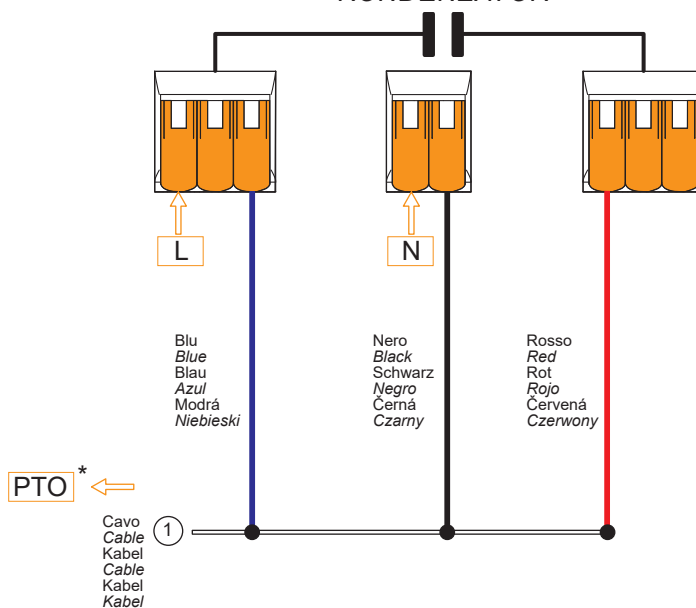 L
N
Blu
Blue
Blau
Azul
Modrá
Niebieski
Nero
Black
Schwarz
Negro
Černá
Czarny
Rosso
Red
Rot
Rojo
Červená
Czerwony
PTO *
Cavo
Cable
Kabel
Cable
Kabel
Kabel
1